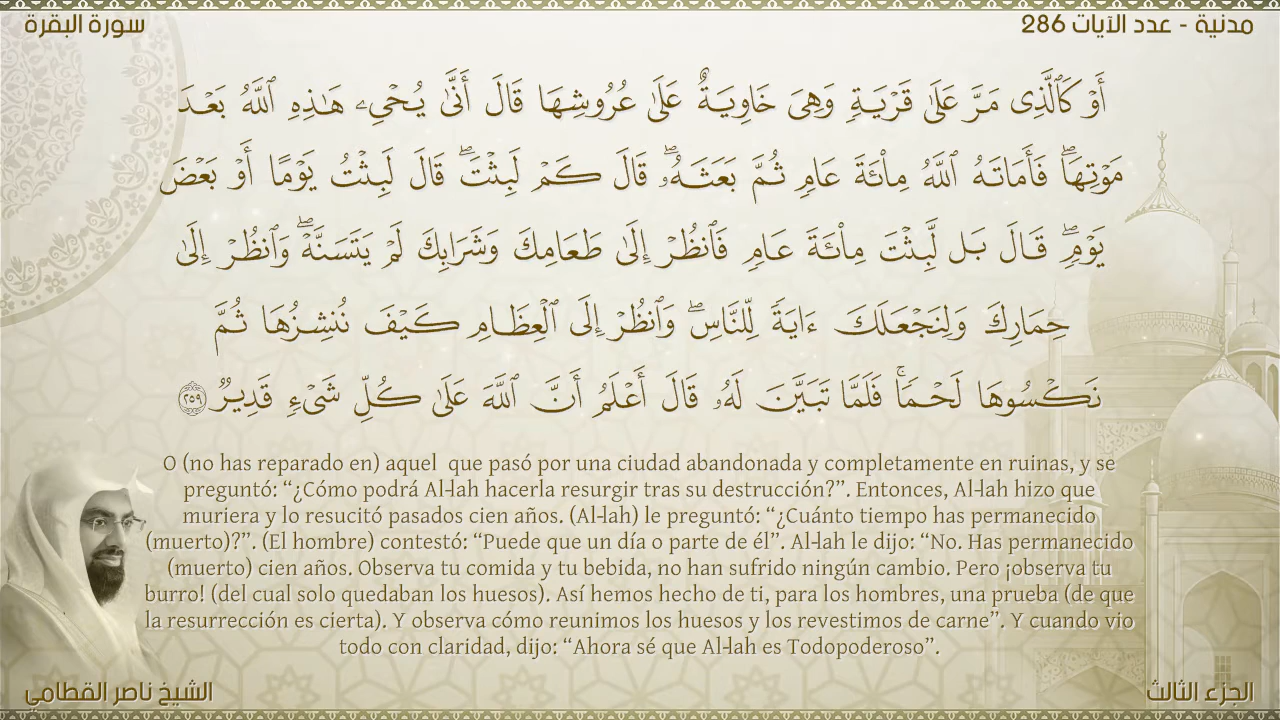 مدنية - عدد الآيات 286
سورة البقرة
أَوْ كَٱلَّذِى مَرَّ عَلَىٰ قَرْيَةٍ وَهِىَ خَاوِيَةٌ عَلَىٰ عُرُوشِهَا قَالَ أَنَّىٰ يُحْىِۦ هَـٰذِهِ ٱللَّهُ بَعْدَ
مَوْتِهَا ۖ فَأَمَاتَهُ ٱللَّهُ مِا۟ئَةَ عَامٍ ثُمَّ بَعَثَهُۥ ۖ قَالَ كَمْ لَبِثْتَ ۖ قَالَ لَبِثْتُ يَوْمًا أَوْ بَعْضَ
يَوْمٍ ۖ قَالَ بَل لَّبِثْتَ مِا۟ئَةَ عَامٍ فَٱنظُرْ إِلَىٰ طَعَامِكَ وَشَرَابِكَ لَمْ يَتَسَنَّهْ ۖ وَٱنظُرْ إِلَىٰ
حِمَارِكَ وَلِنَجْعَلَكَ ءَايَةً لِّلنَّاسِ ۖ وَٱنظُرْ إِلَى ٱلْعِظَامِ كَيْفَ نُنشِزُهَا ثُمَّ
نَكْسُوهَا لَحْمًا ۚ فَلَمَّا تَبَيَّنَ لَهُۥ قَالَ أَعْلَمُ أَنَّ ٱللَّهَ عَلَىٰ كُلِّ شَىْءٍ قَدِيرٌ ٢٥٩
O (no has reparado en) aquel que pasó por una ciudad abandonada y completamente en ruinas, y se
preguntó: “¿Cómo podrá Al-lah hacerla resurgir tras su destrucción?”. Entonces, Al-lah hizo que
muriera y lo resucitó pasados cien años. (Al-lah) le preguntó: “¿Cuánto tiempo has permanecido
(muerto)?”. (El hombre) contestó: “Puede que un día o parte de él”. Al-lah le dijo: “No. Has permanecido
(muerto) cien años. Observa tu comida y tu bebida, no han sufrido ningún cambio. Pero ¡observa tu
burro! (del cual solo quedaban los huesos). Así hemos hecho de ti, para los hombres, una prueba (de que
la resurrección es cierta). Y observa cómo reunimos los huesos y los revestimos de carne”. Y cuando vio
todo con claridad, dijo: “Ahora sé que Al-lah es Todopoderoso”.
الجزء الثالث
الشيخ ناصر القطامي